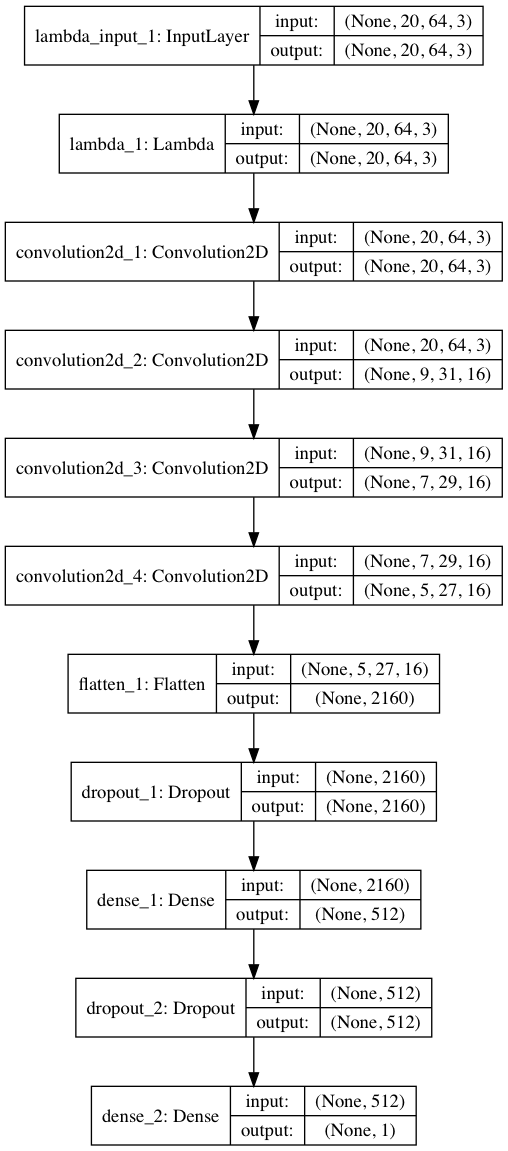 lambda_input_1: InputLayer
input: (None, 20, 64, 3)
output: (None, 20, 64, 3)
lambda_1: Lambda
input: (None, 20, 64, 3)
output: (None, 20, 64, 3)
convolution2d_1: Convolution2D
input: (None, 20, 64, 3)
output: (None, 20, 64, 3)
convolution2d_2: Convolution2D
input: (None, 20, 64, 3)
output: (None, 9, 31, 16)
convolution2d_3: Convolution2D
input: (None, 9, 31, 16)
output: (None, 7, 29, 16)
convolution2d_4: Convolution2D
input: (None, 7, 29, 16)
output: (None, 5, 27, 16)
flatten_1: Flatten
input: (None, 5, 27, 16)
output: (None, 2160)
dropout_1: Dropout
input: (None, 2160)
output: (None, 2160)
dense_1: Dense
input: (None, 2160)
output: (None, 512)
dropout_2: Dropout
input: (None, 512)
output: (None, 512)
dense_2: Dense
input: (None, 512)
output: (None, 1)